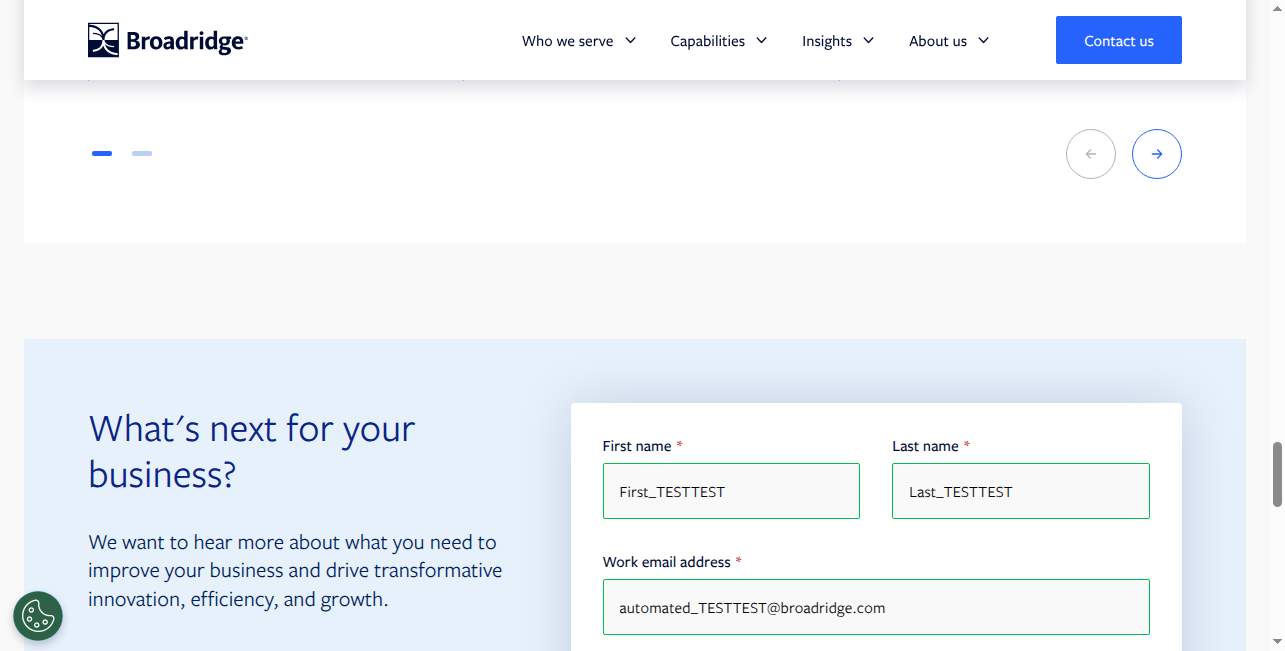 Broadridge
Who we serve
Capabilities
Insights
About us
Contact us
What's next for your
business?
We want to hear more about what you need to
improve your business and drive transformative
innovation, efficiency, and growth.
First name *
Last name *
First_TESTTEST
Last_TESTTEST
Work email address *
automated_TESTTEST@broadridge.com